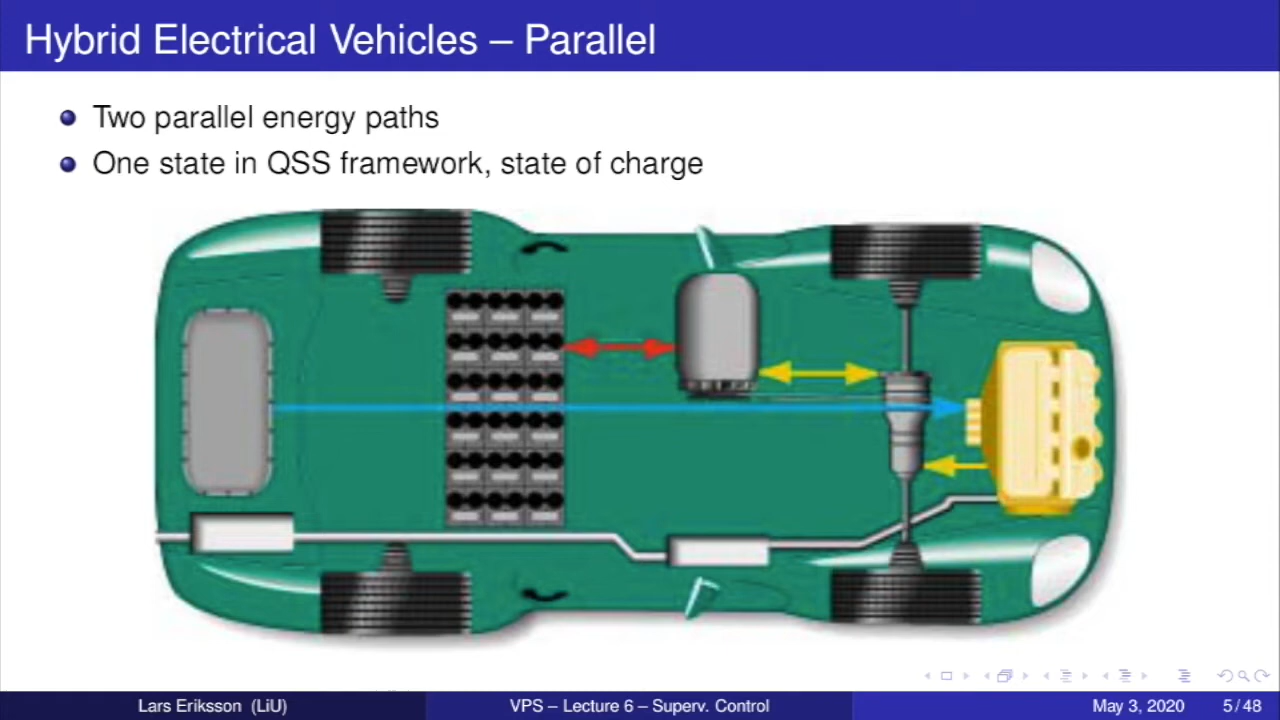 Hybrid Electrical Vehicles – Parallel
Two parallel energy paths
One state in QSS framework, state of charge
Lars Eriksson (LiU)
VPS – Lecture 6 – Superv. Control
May 3, 2020
5 / 48